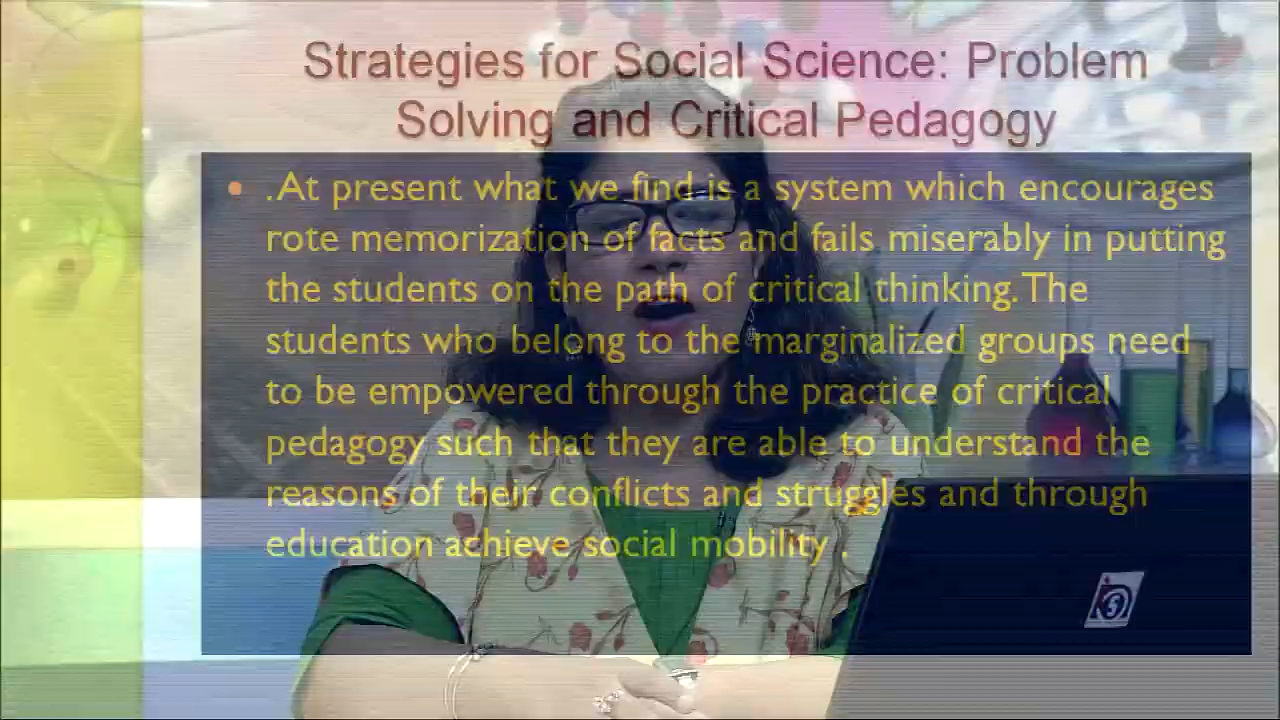 Strategies for Social Science: Problem
Solving and Critical Pedagogy
• .At present what we find is a system which encourages
rote memorization of facts and fails miserably in putting
the students on the path of critical thinking.The
students who belong to the marginalized groups need
to be empowered through the practice of critical
pedagogy such that they are able to understand the
reasons of their conflicts and struggles and through
education achieve social mobility .